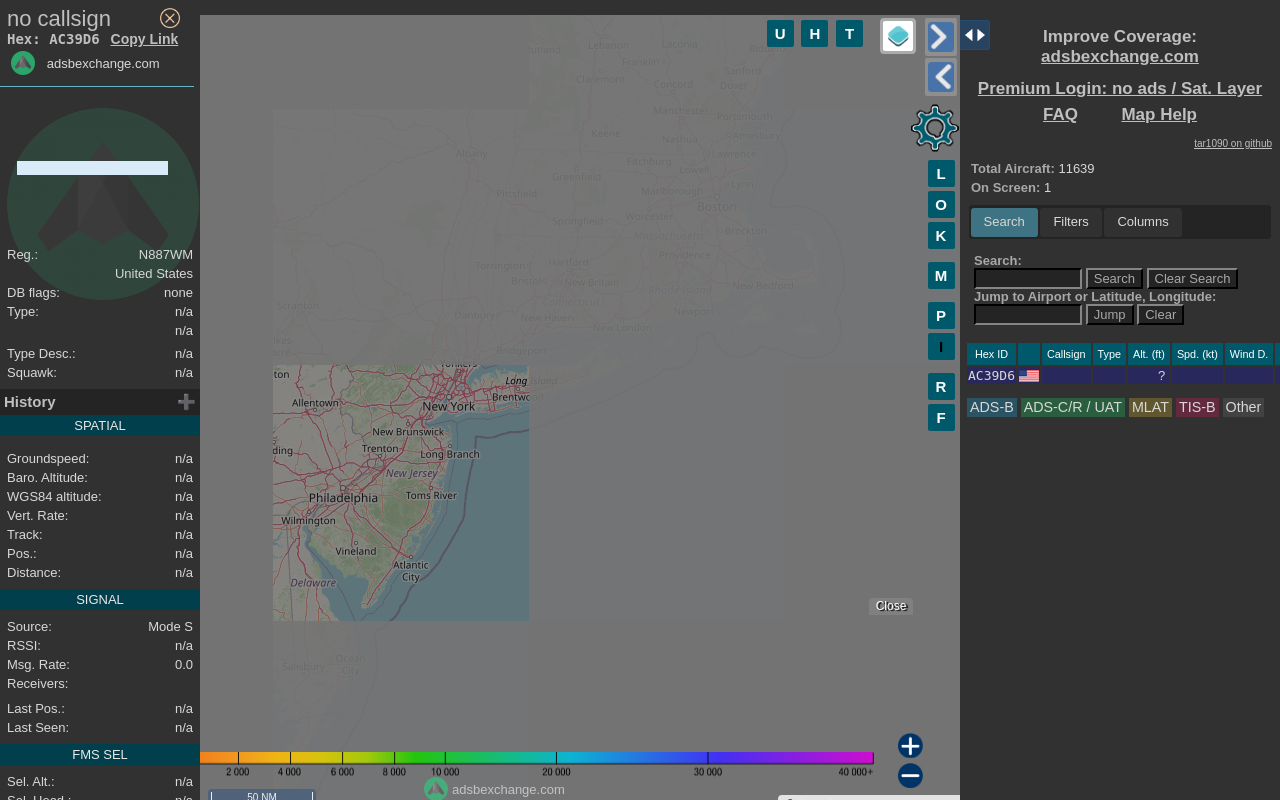 no callsign
Hex: AC39D6 Copy Link
adsbexchange.com
Reg.: N887WM
United States
DB flags: none
Type: n/a
n/a
Type Desc.: n/a
Squawk: n/a
History
SPATIAL
Groundspeed: n/a
Baro. Altitude: n/a
WGS84 altitude: n/a
Vert. Rate: n/a
Track: n/a
Pos.: n/a
Distance: n/a
SIGNAL
Source: Mode S
RSSI: n/a
Msg. Rate: 0.0
Receivers:
Last Pos.: n/a
Last Seen: n/a
FMS SEL
Sel. Alt.: n/a
Sel. Head.: n/a
U H T
L
O
K
M
P
I
R
F
Lebanon
Laconia
Rutland
Franklin
Sanford
Claremont
Concord
Dover
Manchester
Portsmouth
Keene
Nashua
Amesbury
Albany
Fitchburg
Lawrence
Greenfield
Lowell
Lynn
Pittsfield
Marlborough
Boston
Springfield
Worcester
Massachusetts
Brockton
Torrington
Hartford
Providence
Bristol
New Britain
New Bedford
Scranton
Danbury
New Haven
Newport
New London
Bridgeport
Yonkers
ton
Long Island
Allentown
New York
Brentwo
New Brunswick
ding
Trenton
Long Branch
New Jersey
Philadelphia
Toms River
Wilmington
Vineland
Atlantic
City
Delaware
Salisbury
Ocean
City
Close
2 000 4 000 6 000 8 000 10 000 20 000 30 000 40 000+
adsbexchange.com
50 NM
Improve Coverage:
adsbexchange.com
Premium Login: no ads / Sat. Layer
FAQ Map Help
tar1090 on github
Total Aircraft: 11639
On Screen: 1
Search Filters Columns
Search:
Search Clear Search
Jump to Airport or Latitude, Longitude:
Jump Clear
Hex ID Callsign Type Alt. (ft) Spd. (kt) Wind D.
AC39D6 ?
ADS-B ADS-C/R / UAT MLAT TIS-B Other